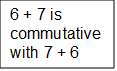 6 + 7 is
commutative
with 7 + 6